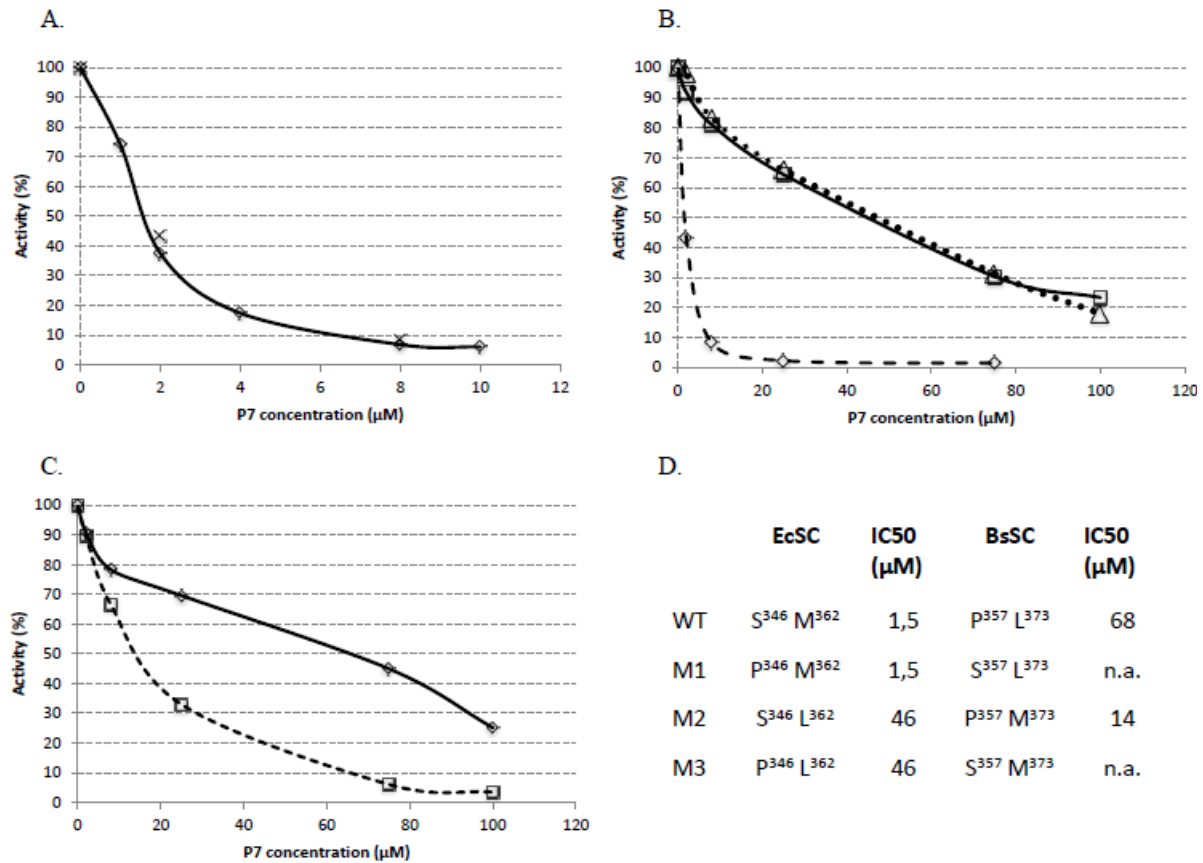 A.
100
90
80
70
60
50
40
30
20
10
0
Activity (%)
0 2 4 6 8 10 12
P7 concentration (µM)
B.
100
90
80
70
60
50
40
30
20
10
0
Activity (%)
0 20 40 60 80 100 120
P7 concentration (µM)
C.
100
90
80
70
60
50
40
30
20
10
0
Activity (%)
0 20 40 60 80 100 120
P7 concentration (µM)
D.
EcSC IC50 (µM) BsSC IC50 (µM)
WT S³⁴⁶ M³⁶² 1,5 P³⁵⁷ L³⁷³ 68
M1 P³⁴⁶ M³⁶² 1,5 S³⁵⁷ L³⁷³ n.a.
M2 S³⁴⁶ L³⁶² 46 P³⁵⁷ M³⁷³ 14
M3 P³⁴⁶ L³⁶² 46 S³⁵⁷ M³⁷³ n.a.